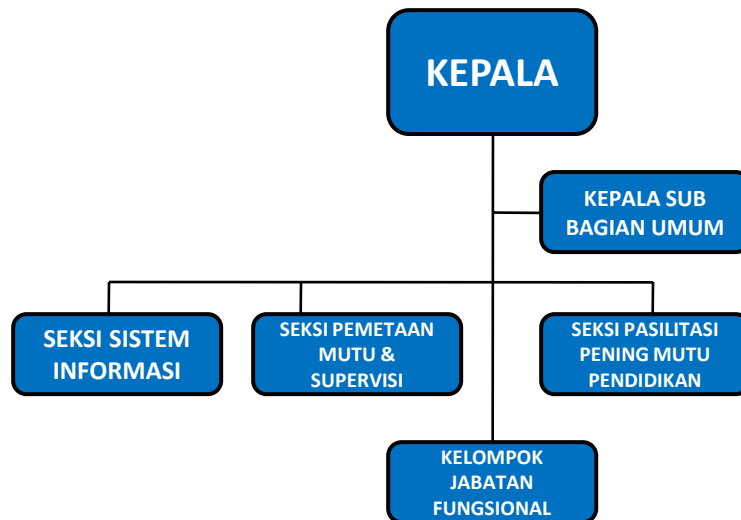 KEPALA
KEPALA SUB
BAGIAN UMUM
SEKSI SISTEM
INFORMASI
SEKSI PEMETAAN
MUTU &
SUPERVISI
SEKSI PASILITASI
PENING MUTU
PENDIDIKAN
KELOMPOK
JABATAN
FUNGSIONAL